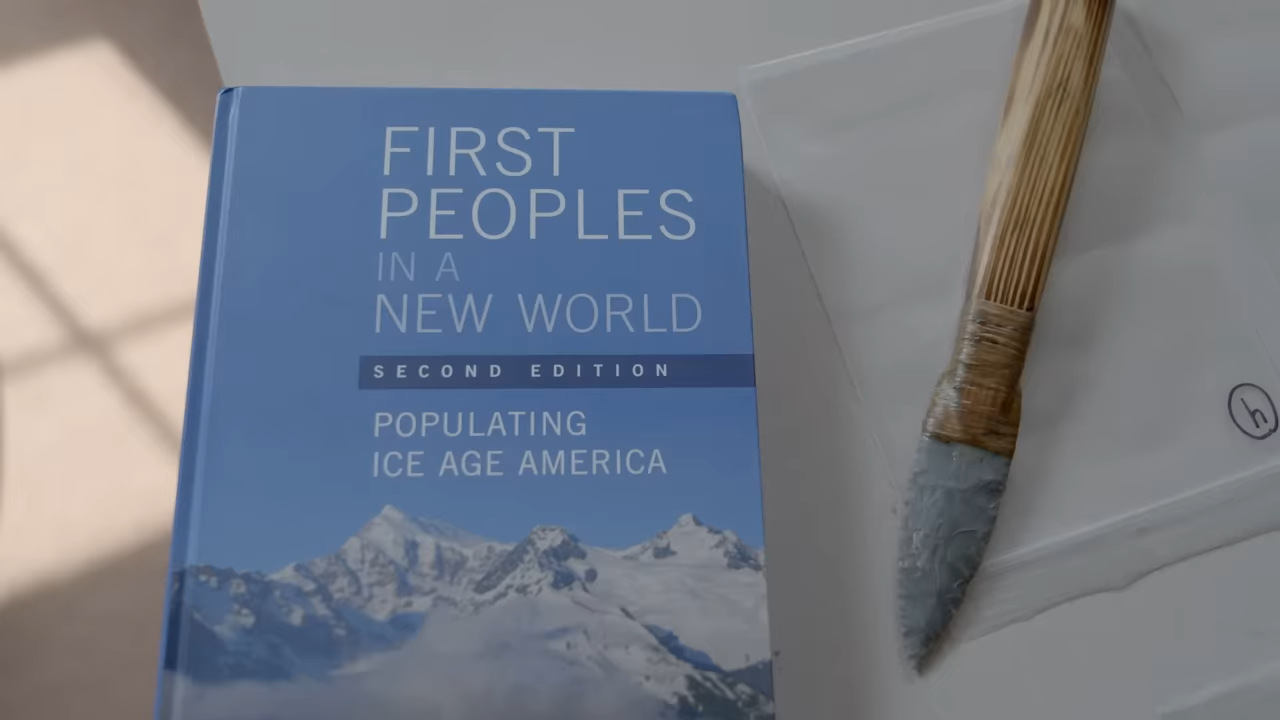 FIRST
PEOPLES
IN A
NEW WORLD
SECOND EDITION
POPULATING
ICE AGE AMERICA
h